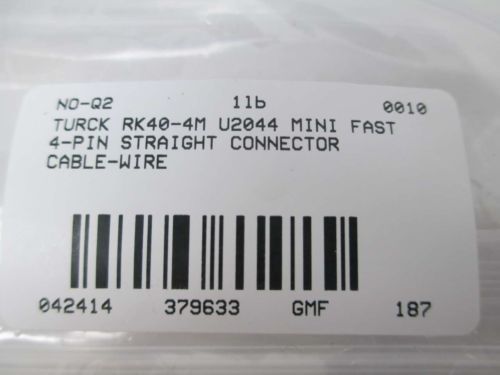 NO-Q2 1lb 0010
TURCK RK40-4M U2044 MINI FAST
4-PIN STRAIGHT CONNECTOR
CABLE-WIRE
042414 379633 GMF 187